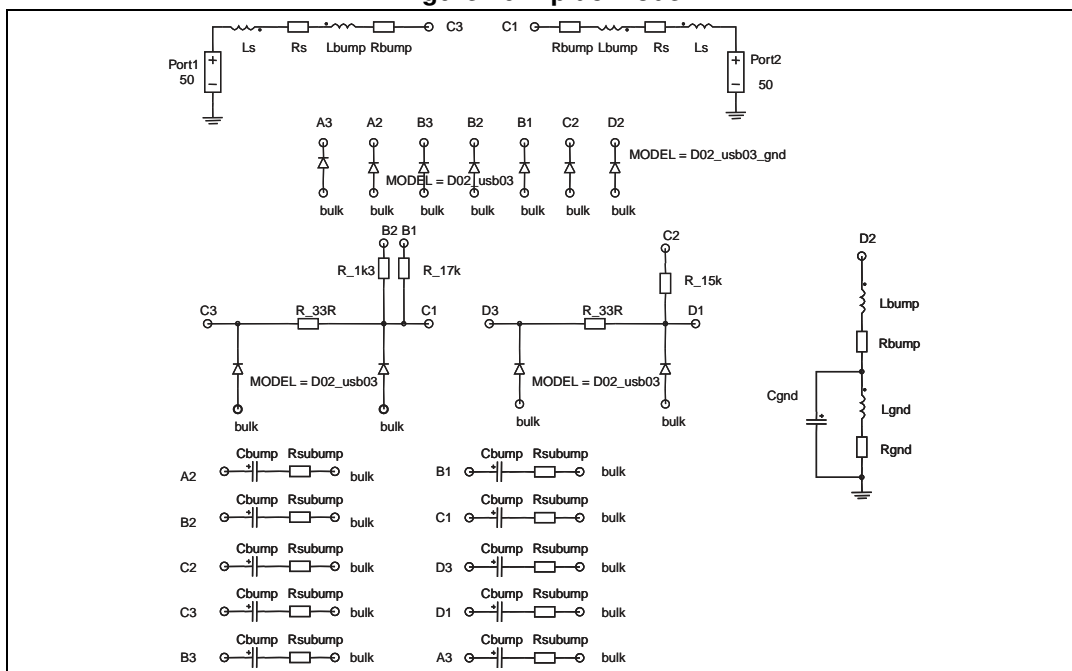 C3 C1
Ls Rs Lbump Rbump Rbump Lbump Rs Ls
Port1
50
Port2
50
A3 A2 B3 B2 B1 C2 D2
MODEL = D02_usb03_gnd
MODEL = D02_usb03
bulk bulk bulk bulk bulk bulk bulk
B2 B1
C2
R_1k3 R_17k
R_15k
C3 R_33R C1
D3 R_33R D1
MODEL = D02_usb03
MODEL = D02_usb03
bulk bulk
bulk bulk
D2
Lbump
Rbump
Cgnd
Lgnd
Rgnd
Cbump Rsubump
A2 bulk
Cbump Rsubump
B1 bulk
Cbump Rsubump
B2 bulk
Cbump Rsubump
C1 bulk
Cbump Rsubump
C2 bulk
Cbump Rsubump
D3 bulk
Cbump Rsubump
C3 bulk
Cbump Rsubump
D1 bulk
Cbump Rsubump
B3 bulk
Cbump Rsubump
A3 bulk